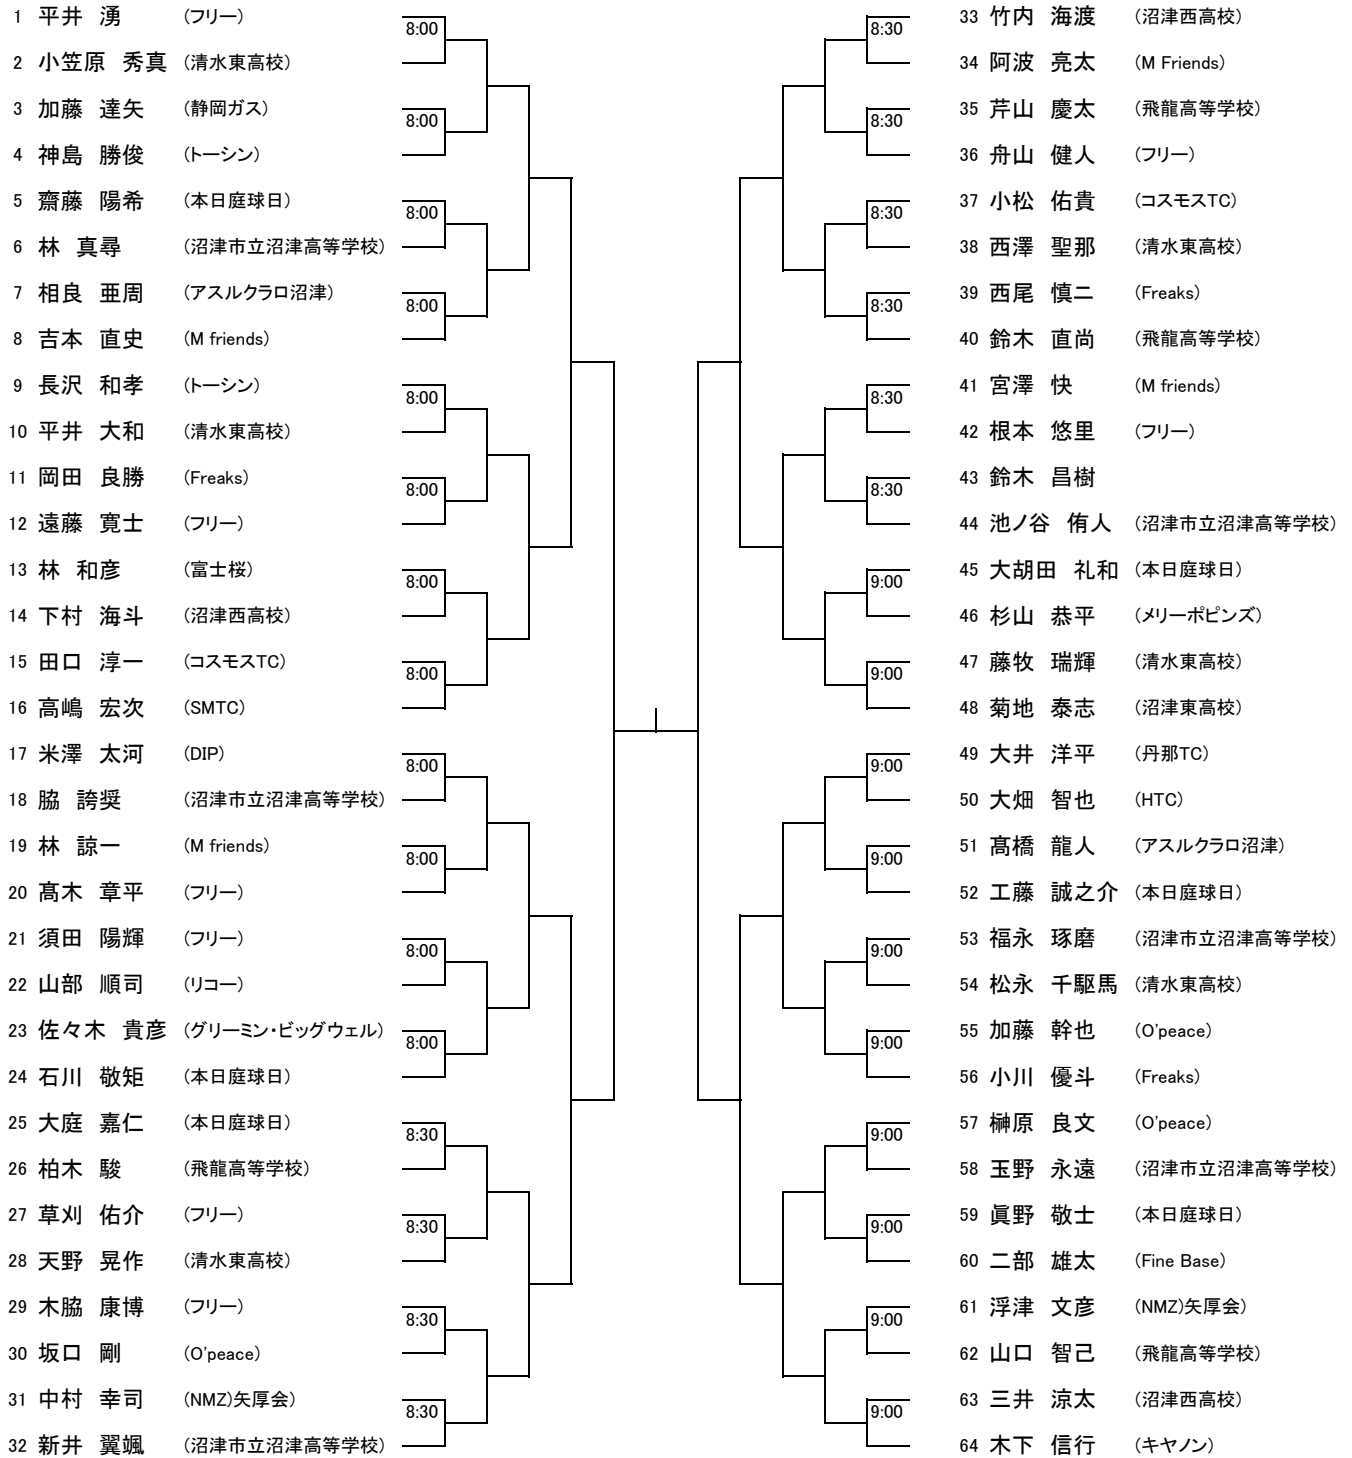 1 平井 湧 (フリー)
8:00
2 小笠原 秀真 (清水東高校)
3 加藤 達矢 (静岡ガス)
8:00
4 神島 勝俊 (トーシン)
5 齋藤 陽希 (本日庭球日)
8:00
6 林 真尋 (沼津市立沼津高等学校)
7 相良 亜周 (アスルクラロ沼津)
8:00
8 吉本 直史 (M friends)
9 長沢 和孝 (トーシン)
8:00
10 平井 大和 (清水東高校)
11 岡田 良勝 (Freaks)
8:00
12 遠藤 寛士 (フリー)
13 林 和彦 (富士桜)
8:00
14 下村 海斗 (沼津西高校)
15 田口 淳一 (コスモスTC)
8:00
16 高嶋 宏次 (SMTC)
17 米澤 太河 (DIP)
8:00
18 脇 誇奨 (沼津市立沼津高等学校)
19 林 諒一 (M friends)
8:00
20 髙木 章平 (フリー)
21 須田 陽輝 (フリー)
8:00
22 山部 順司 (リコー)
23 佐々木 貴彦 (グリーミン・ビッグウェル)
8:00
24 石川 敬矩 (本日庭球日)
25 大庭 嘉仁 (本日庭球日)
8:30
26 柏木 駿 (飛龍高等学校)
27 草刈 佑介 (フリー)
8:30
28 天野 晃作 (清水東高校)
29 木脇 康博 (フリー)
8:30
30 坂口 剛 (O'peace)
31 中村 幸司 (NMZ)矢厚会)
8:30
32 新井 翼颯 (沼津市立沼津高等学校)
33 竹内 海渡 (沼津西高校)
8:30
34 阿波 亮太 (M Friends)
35 芹山 慶太 (飛龍高等学校)
8:30
36 舟山 健人 (フリー)
37 小松 佑貴 (コスモスTC)
8:30
38 西澤 聖那 (清水東高校)
39 西尾 慎二 (Freaks)
8:30
40 鈴木 直尚 (飛龍高等学校)
41 宮澤 快 (M friends)
8:30
42 根本 悠里 (フリー)
43 鈴木 昌樹
8:30
44 池ノ谷 侑人 (沼津市立沼津高等学校)
45 大胡田 礼和 (本日庭球日)
9:00
46 杉山 恭平 (メリーポピンズ)
47 藤牧 瑞輝 (清水東高校)
9:00
48 菊地 泰志 (沼津東高校)
49 大井 洋平 (丹那TC)
9:00
50 大畑 智也 (HTC)
51 髙橋 龍人 (アスルクラロ沼津)
9:00
52 工藤 誠之介 (本日庭球日)
53 福永 琢磨 (沼津市立沼津高等学校)
9:00
54 松永 千駆馬 (清水東高校)
55 加藤 幹也 (O'peace)
9:00
56 小川 優斗 (Freaks)
57 榊原 良文 (O'peace)
9:00
58 玉野 永遠 (沼津市立沼津高等学校)
59 眞野 敬士 (本日庭球日)
9:00
60 二部 雄太 (Fine Base)
61 浮津 文彦 (NMZ)矢厚会)
9:00
62 山口 智己 (飛龍高等学校)
63 三井 涼太 (沼津西高校)
9:00
64 木下 信行 (キヤノン)